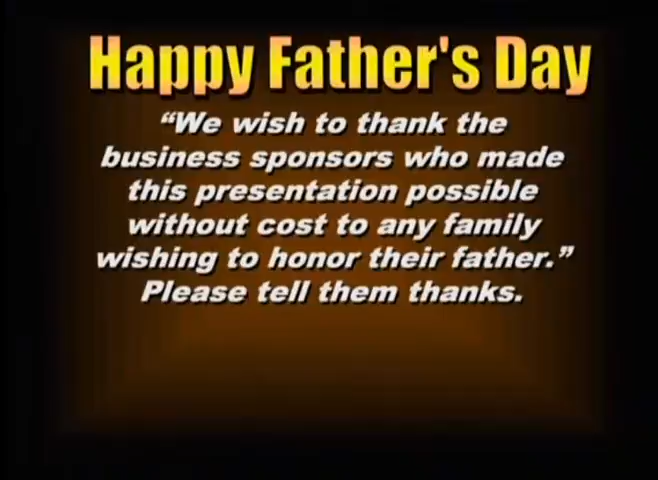 Happy Father's Day
“We wish to thank the
business sponsors who made
this presentation possible
without cost to any family
wishing to honor their father.”
Please tell them thanks.